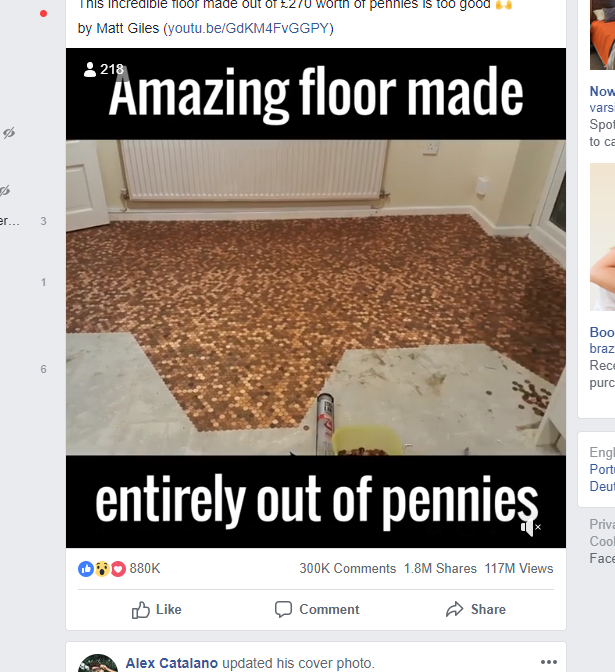 This incredible floor made out of £270 worth of pennies is too good 🙌
by Matt Giles (youtu.be/GdKM4FvGGPY)
218
Amazing floor made
entirely out of pennies
880K
300K Comments 1.8M Shares 117M Views
Like Comment Share
Alex Catalano updated his cover photo.
er...
3
1
6
Now
vars
Spot
to ca
Boo
braz
Rece
purc
Engl
Portu
Deut
Priva
Cook
Face